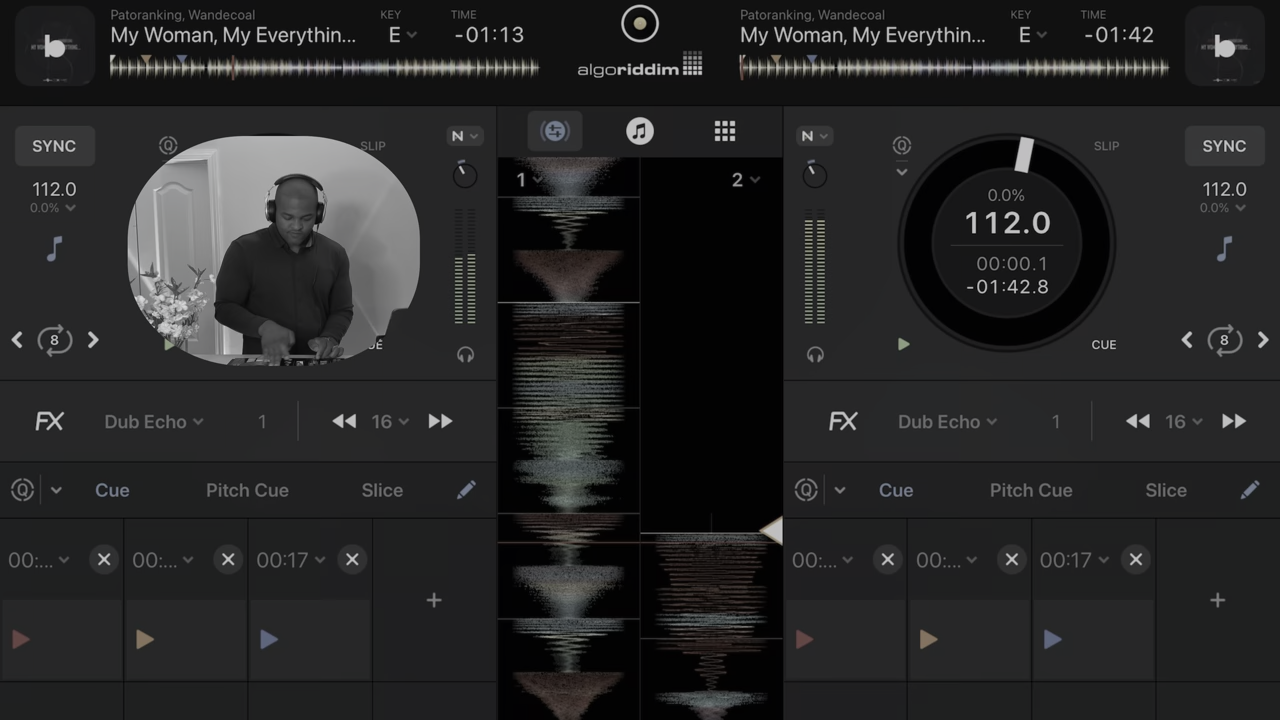 Patoranking, Wandecoal
My Woman, My Everythin...
KEY
E
TIME
-01:13
algoriddim
Patoranking, Wandecoal
My Woman, My Everythin...
KEY
E
TIME
-01:42
b
b
SYNC
112.0
0.0%
8
Q
SLIP
N
1
2
N
Q
SLIP
0.0%
112.0
00:00.1
-01:42.8
CUE
SYNC
112.0
0.0%
8
FX
Dub Echo
1
16
FX
Dub Echo
1
16
Q
Cue
Pitch Cue
Slice
Q
Cue
Pitch Cue
Slice
00:...
00:...
00:17
+
00:...
00:...
00:17
+